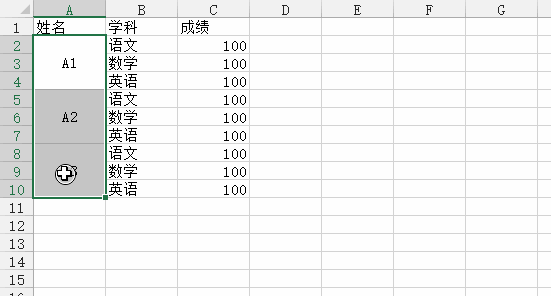 A B C D E F G
1 姓名 学科 成绩
2 语文 100
3 A1 数学 100
4 英语 100
5 语文 100
6 A2 数学 100
7 英语 100
8 语文 100
9 数学 100
10 英语 100
11
12
13
14
15
16